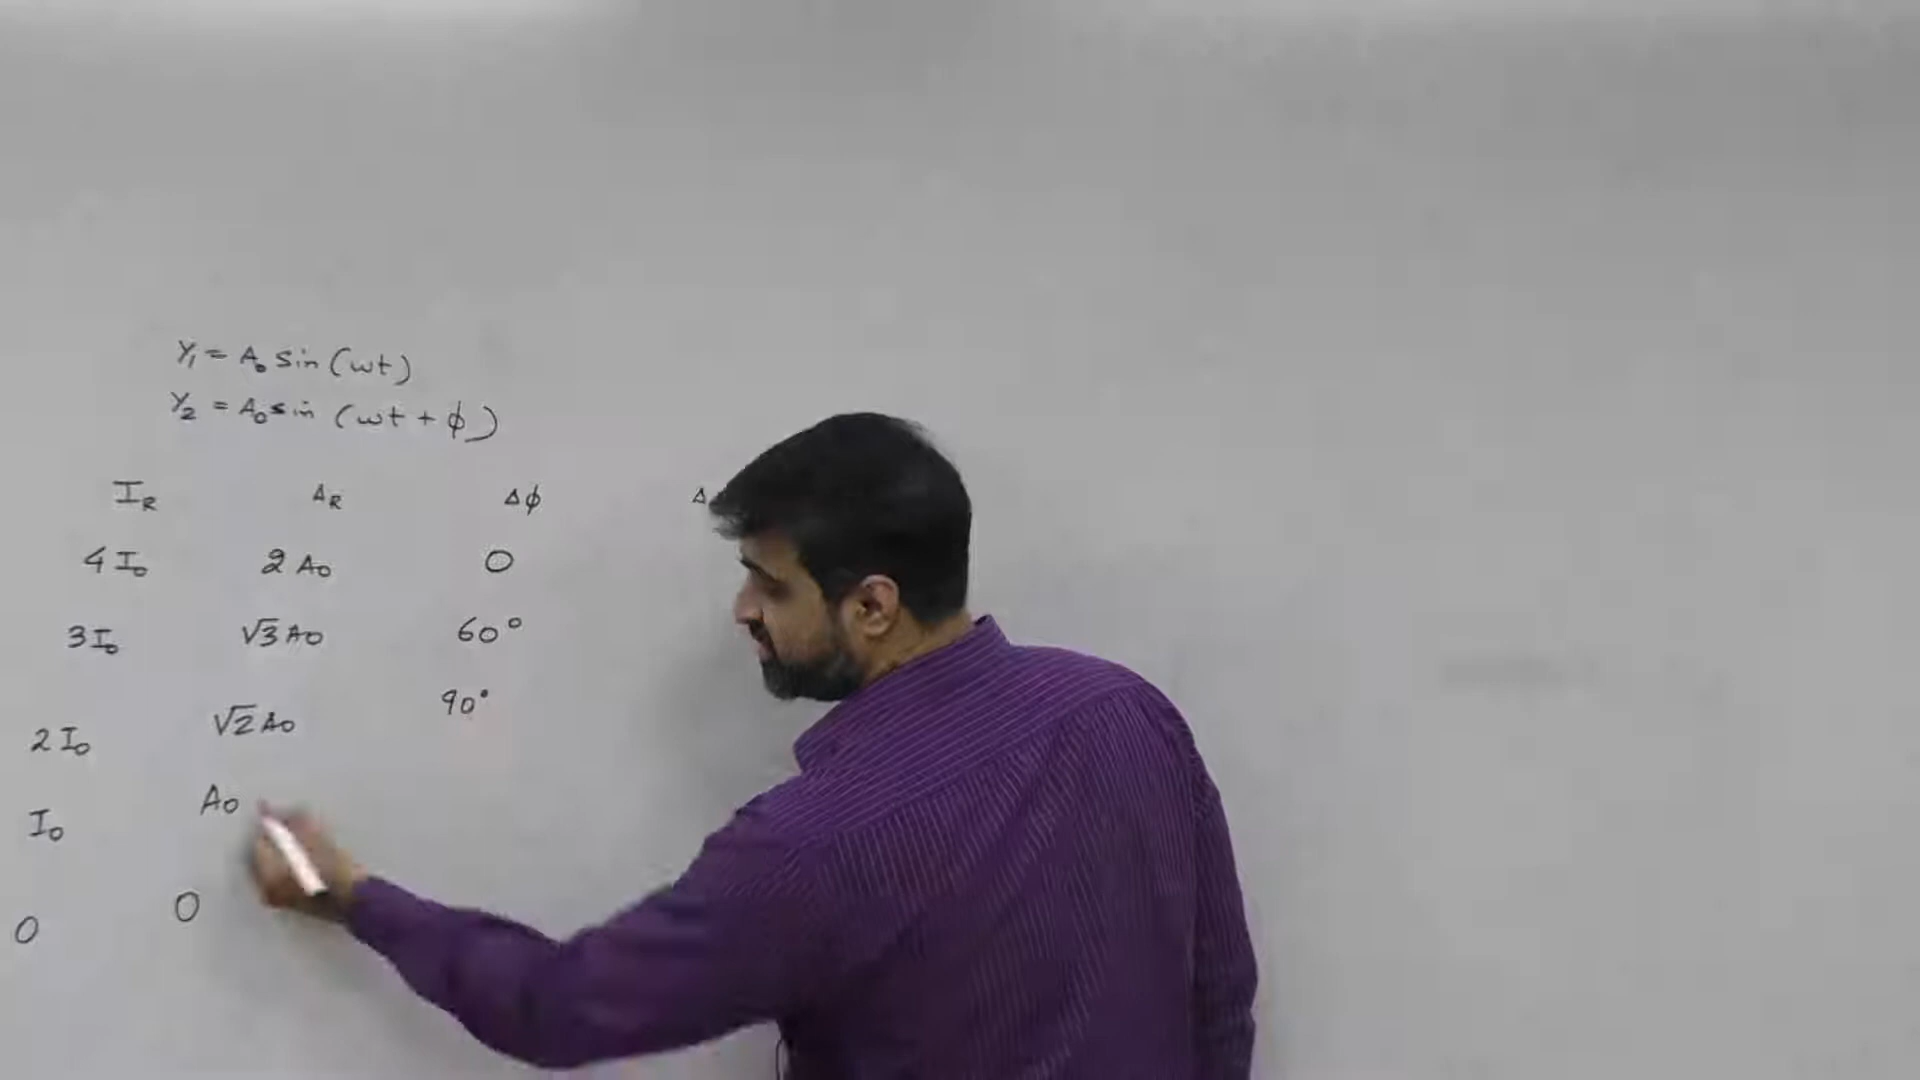 Y₁ = A₀ sin (ωt)
Y₂ = A₀ sin (ωt + ϕ)
I_R A_R Δϕ Δ
4 I₀ 2 A₀ 0
3 I₀ √3 A₀ 60°
2 I₀ √2 A₀ 90°
I₀ A₀
0 0